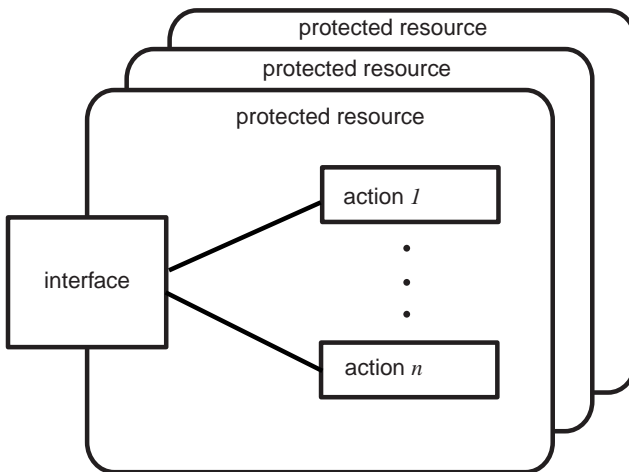 protected resource
protected resource
protected resource
action 1
interface
action n